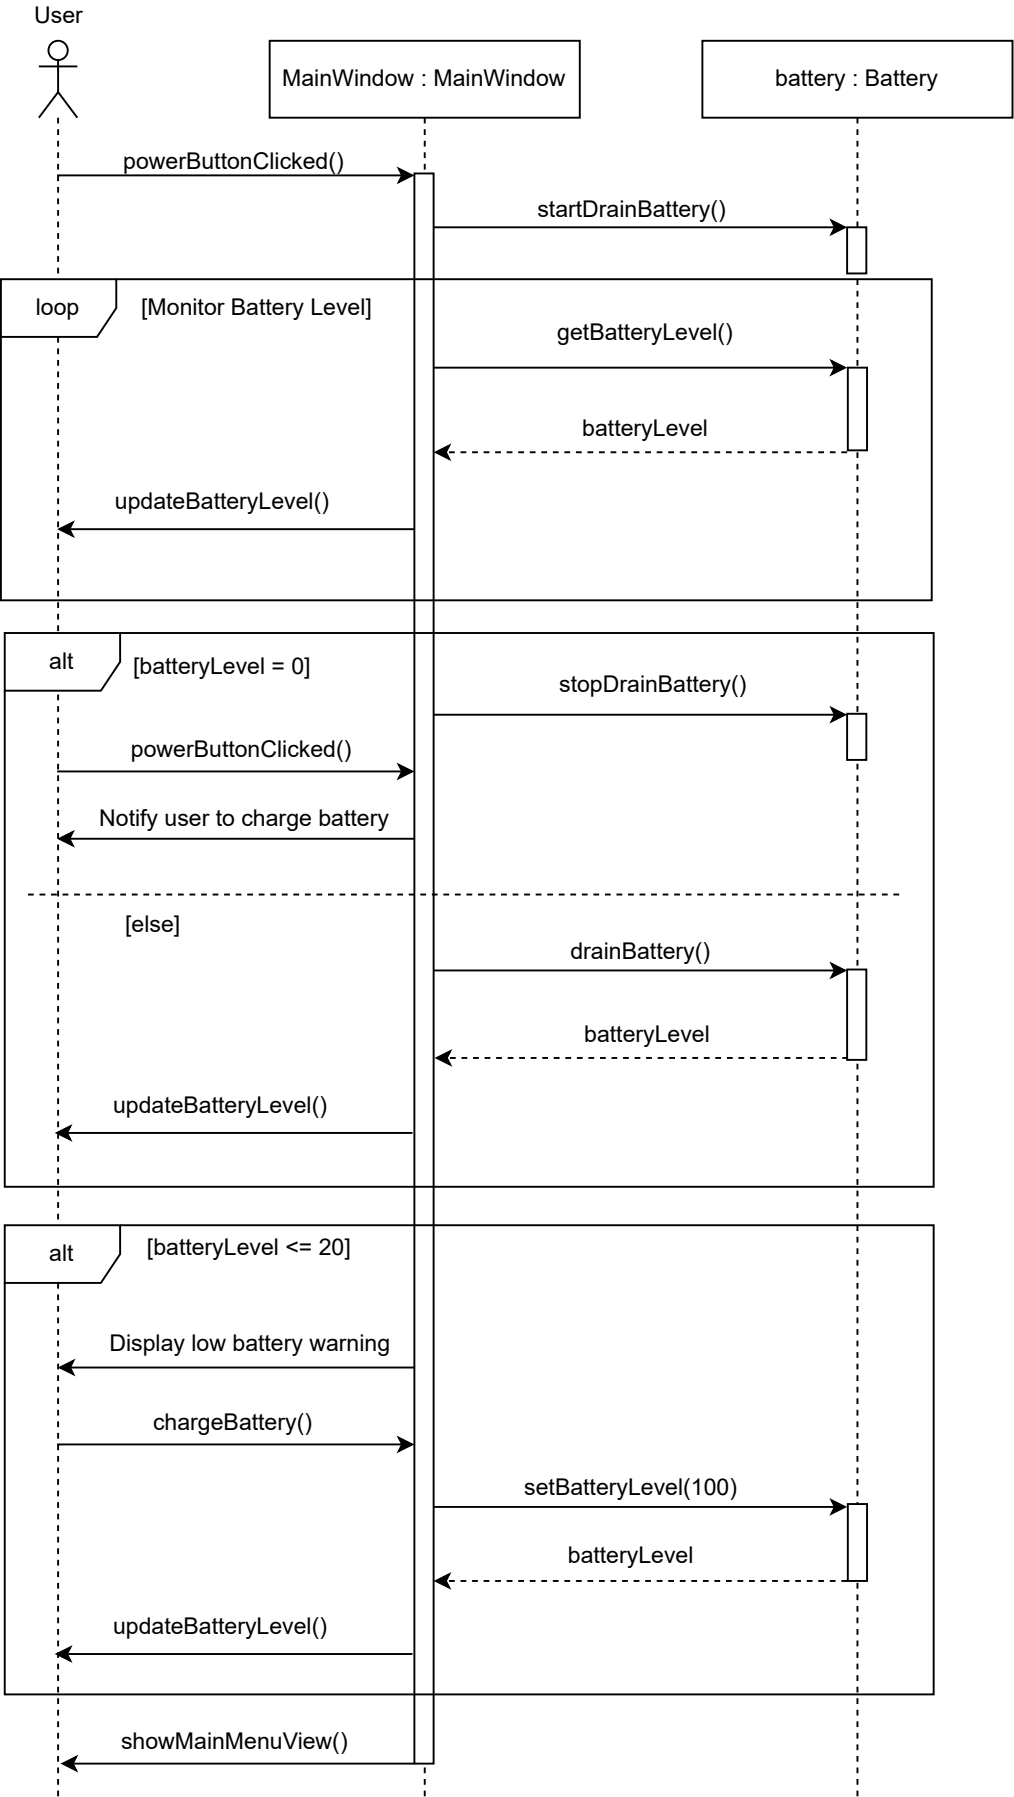 User
MainWindow : MainWindow
battery : Battery
powerButtonClicked()
startDrainBattery()
loop
[Monitor Battery Level]
getBatteryLevel()
batteryLevel
updateBatteryLevel()
alt
[batteryLevel = 0]
stopDrainBattery()
powerButtonClicked()
Notify user to charge battery
[else]
drainBattery()
batteryLevel
updateBatteryLevel()
alt
[batteryLevel <= 20]
Display low battery warning
chargeBattery()
setBatteryLevel(100)
batteryLevel
updateBatteryLevel()
showMainMenuView()